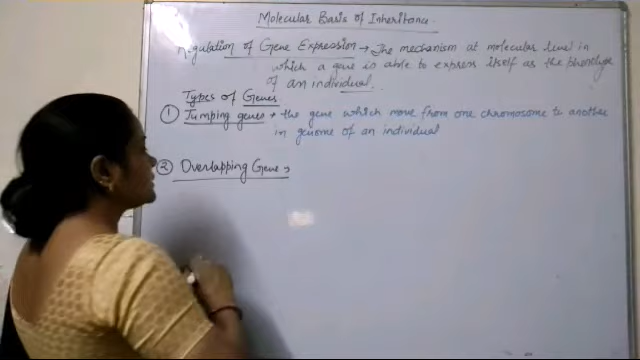 Molecular Basis of Inheritance
Regulation of Gene Expression → The mechanism at molecular level in
which a gene is able to express itself as the phenotype
of an individual.
Types of Genes
① Jumping genes → the gene which move from one chromosome to another
in genome of an individual
② Overlapping Gene →